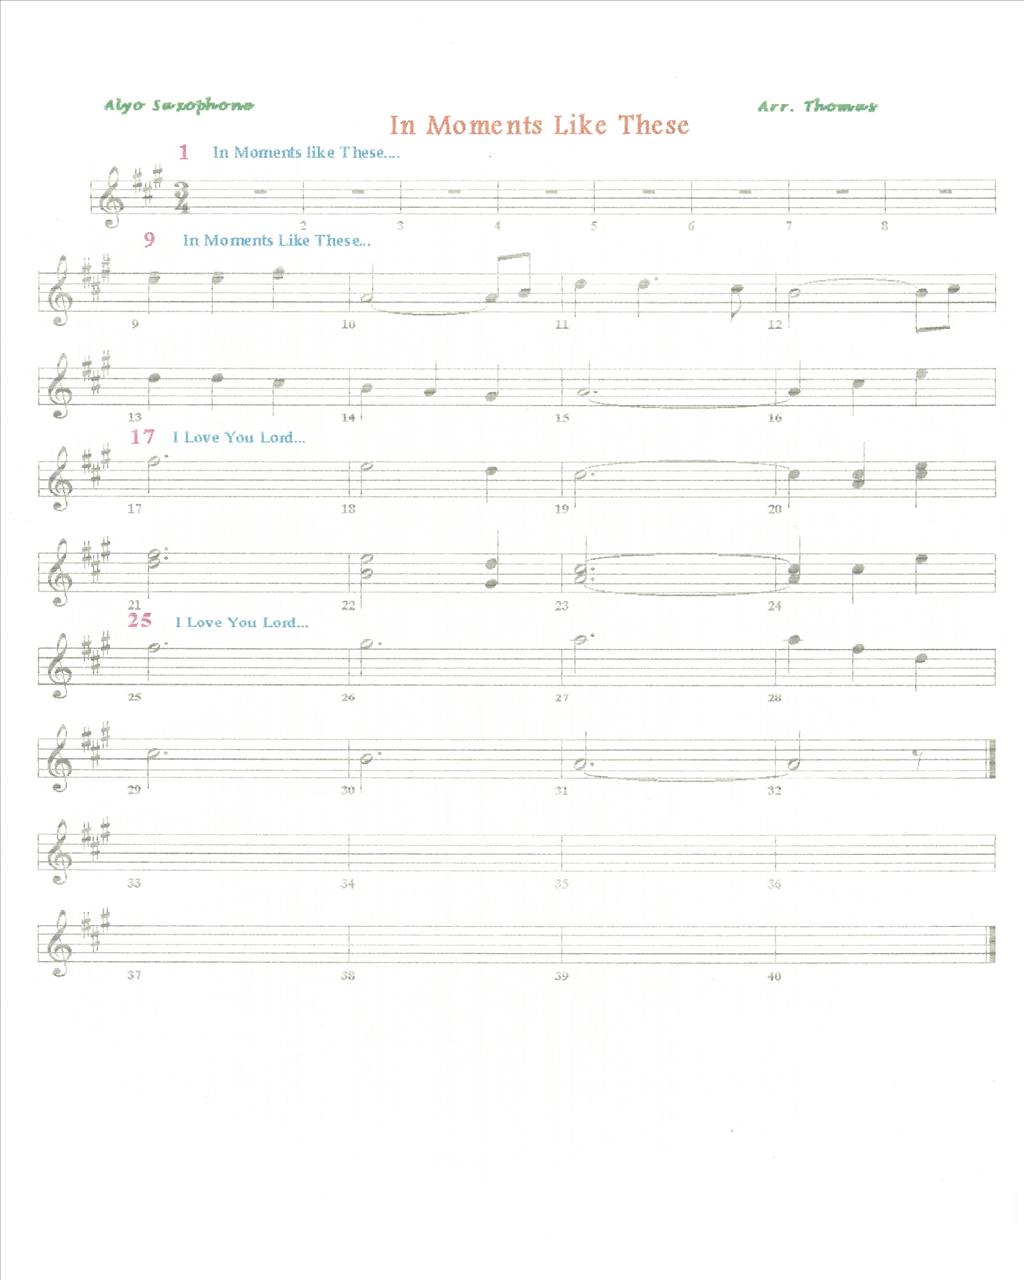 Alyo Saxophone
Arr. Thomas
In Moments Like These
1 In Moments like These....
3
4
2 3 4 5 6 7 8
9 In Moments Like These...
9 10 11 12
13 14 15 16
17 I Love You Lord...
17 18 19 20
21 22 23 24
25 I Love You Lord...
25 26 27 28
29 30 31 32
33 34 35 36
37 38 39 40